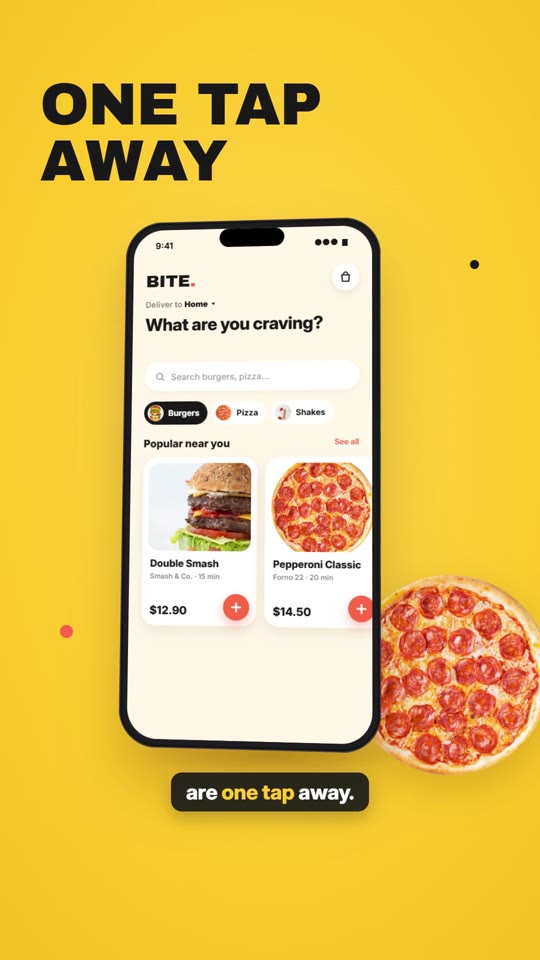 ONE TAP
AWAY
9:41
BITE.
Deliver to Home
What are you craving?
Search burgers, pizza...
Burgers
Pizza
Shakes
Popular near you
See all
Double Smash
Smash & Co. · 15 min
$12.90
+
Pepperoni Classic
Forno 22 · 20 min
$14.50
+
are one tap away.